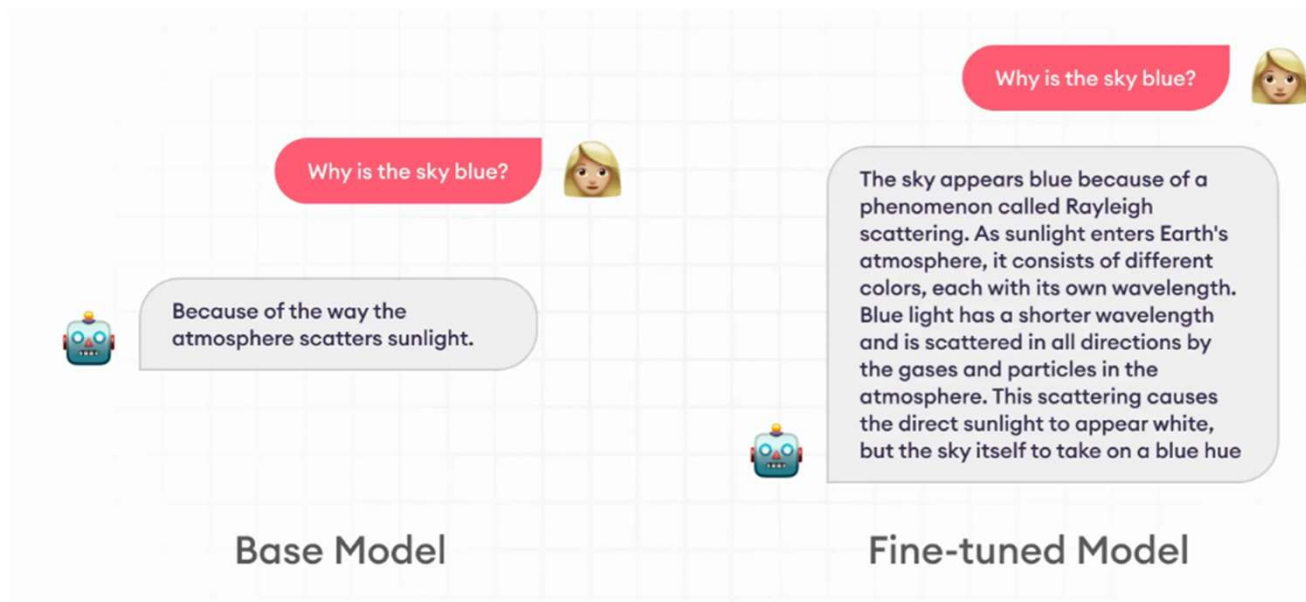 Why is the sky blue?
Because of the way the
atmosphere scatters sunlight.
Base Model
Why is the sky blue?
The sky appears blue because of a
phenomenon called Rayleigh
scattering. As sunlight enters Earth's
atmosphere, it consists of different
colors, each with its own wavelength.
Blue light has a shorter wavelength
and is scattered in all directions by
the gases and particles in the
atmosphere. This scattering causes
the direct sunlight to appear white,
but the sky itself to take on a blue hue
Fine-tuned Model